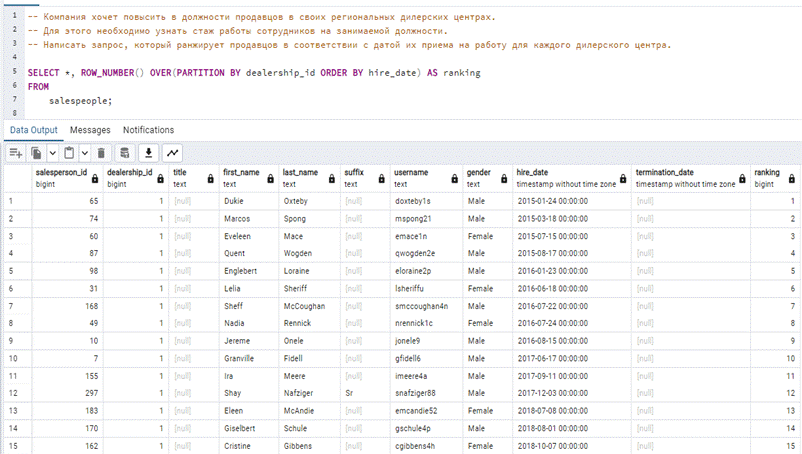 1 -- Компания хочет повысить в должности продавцов в своих региональных дилерских центрах.
2 -- Для этого необходимо узнать стаж работы сотрудников на занимаемой должности.
3 -- Написать запрос, который ранжирует продавцов в соответствии с датой их приема на работу для каждого дилерского центра.
4
5 SELECT *, ROW_NUMBER() OVER(PARTITION BY dealership_id ORDER BY hire_date) AS ranking
6 FROM
7 salespeople;
8
Data Output Messages Notifications
salesperson_id dealership_id title first_name last_name suffix username gender hire_date termination_date ranking
bigint bigint text text text text text text timestamp without time zone timestamp without time zone bigint
1 65 1 [null] Dukie Oxteby [null] doxteby1s Male 2015-01-24 00:00:00 [null] 1
2 74 1 [null] Marcos Spong [null] mspong21 Male 2015-03-18 00:00:00 [null] 2
3 60 1 [null] Eveleen Mace [null] emace1n Female 2015-07-15 00:00:00 [null] 3
4 87 1 [null] Quent Wogden [null] qwogden2e Male 2015-08-17 00:00:00 [null] 4
5 98 1 [null] Englebert Loraine [null] eloraine2p Male 2016-01-23 00:00:00 [null] 5
6 31 1 [null] Lelia Sheriff [null] lsheriffu Female 2016-06-18 00:00:00 [null] 6
7 168 1 [null] Sheff McCoughan [null] smccoughan4n Male 2016-07-22 00:00:00 [null] 7
8 49 1 [null] Nadia Rennick [null] nrennick1c Female 2016-07-24 00:00:00 [null] 8
9 10 1 [null] Jereme Onele [null] jonele9 Male 2016-08-15 00:00:00 [null] 9
10 7 1 [null] Granville Fidell [null] gfidell6 Male 2017-06-17 00:00:00 [null] 10
11 155 1 [null] Ira Meere [null] imeere4a Male 2017-09-11 00:00:00 [null] 11
12 297 1 [null] Shay Nafziger Sr snafziger88 Male 2017-12-03 00:00:00 [null] 12
13 183 1 [null] Eileen McAndie [null] emcandie52 Female 2018-07-08 00:00:00 [null] 13
14 170 1 [null] Giselbert Schule [null] gschule4p Male 2018-08-01 00:00:00 [null] 14
15 162 1 [null] Cristine Gibbens [null] cgibbens4h Female 2018-10-07 00:00:00 [null] 15